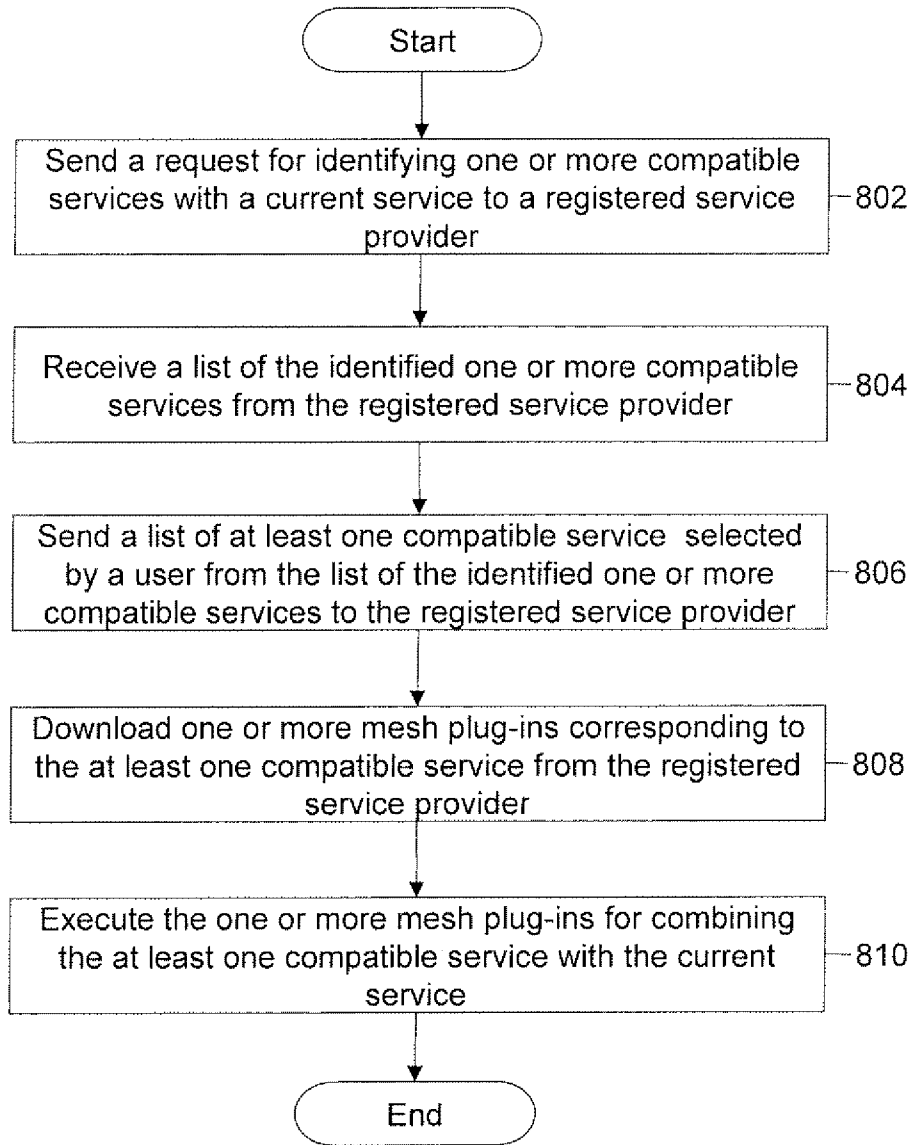 Start
Send a request for identifying one or more compatible
services with a current service to a registered service
provider
802
Receive a list of the identified one or more compatible
services from the registered service provider
804
Send a list of at least one compatible service selected
by a user from the list of the identified one or more
compatible services to the registered service provider
806
Download one or more mesh plug-ins corresponding to
the at least one compatible service from the registered
service provider
808
Execute the one or more mesh plug-ins for combining
the at least one compatible service with the current
service
810
End